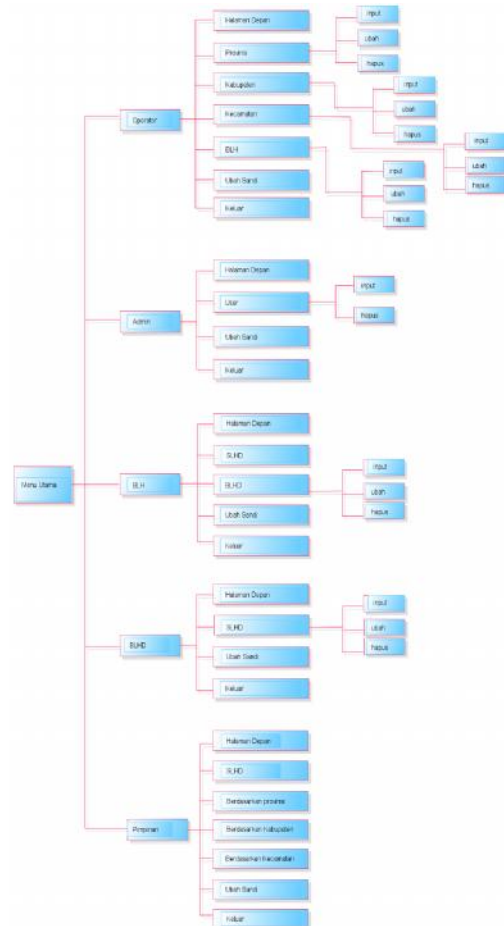 Menu Utama
Operator
Halaman Depan
Provinsi
input
ubah
hapus
Kabupaten
input
ubah
hapus
Kecamatan
input
ubah
hapus
BLH
input
ubah
hapus
Ubah Sandi
Keluar
Admin
Halaman Depan
User
input
hapus
Ubah Sandi
Keluar
BLH
Halaman Depan
SLHD
BLHD
input
ubah
hapus
Ubah Sandi
Keluar
BLHD
Halaman Depan
SLHD
input
ubah
hapus
Ubah Sandi
Keluar
Pimpinan
Halaman Depan
SLHD
Berdasarkan provinsi
Berdasarkan Kabupaten
Berdasarkan Kecamatan
Ubah Sandi
Keluar